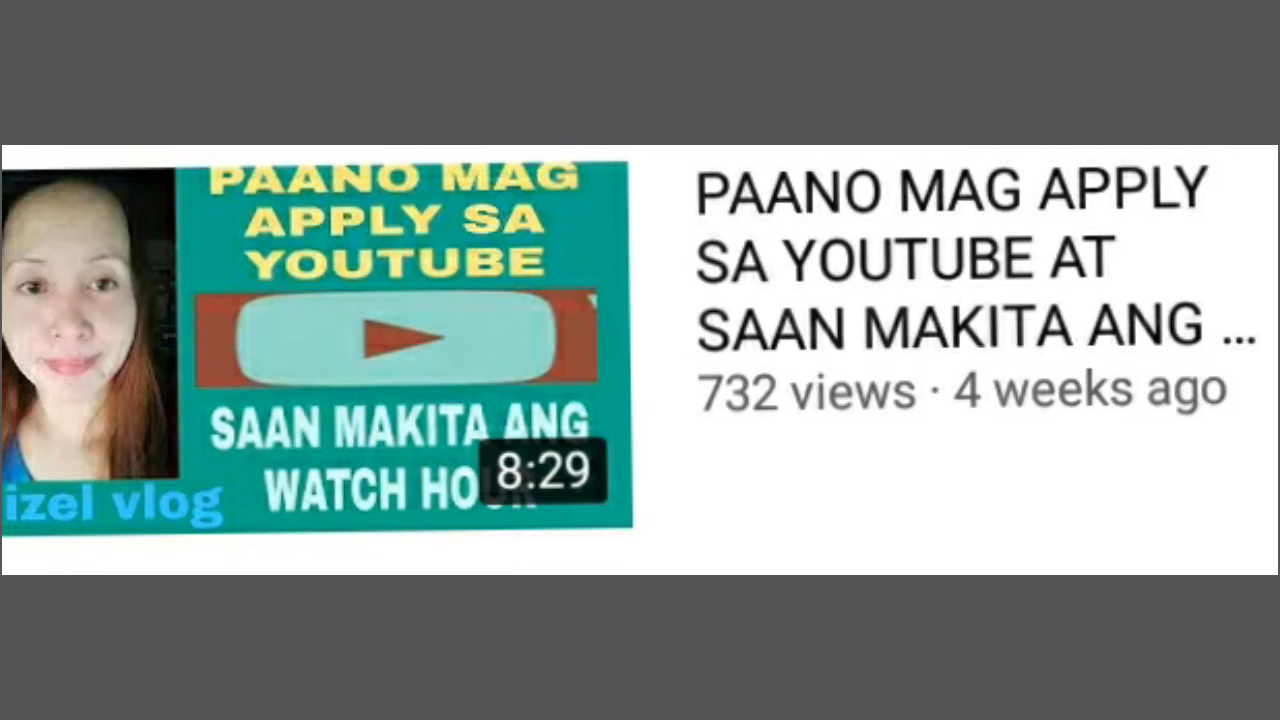 PAANO MAG
APPLY SA
YOUTUBE
SAAN MAKITA ANG
WATCH HOUR
8:29
izel vlog
PAANO MAG APPLY
SA YOUTUBE AT
SAAN MAKITA ANG ...
732 views · 4 weeks ago